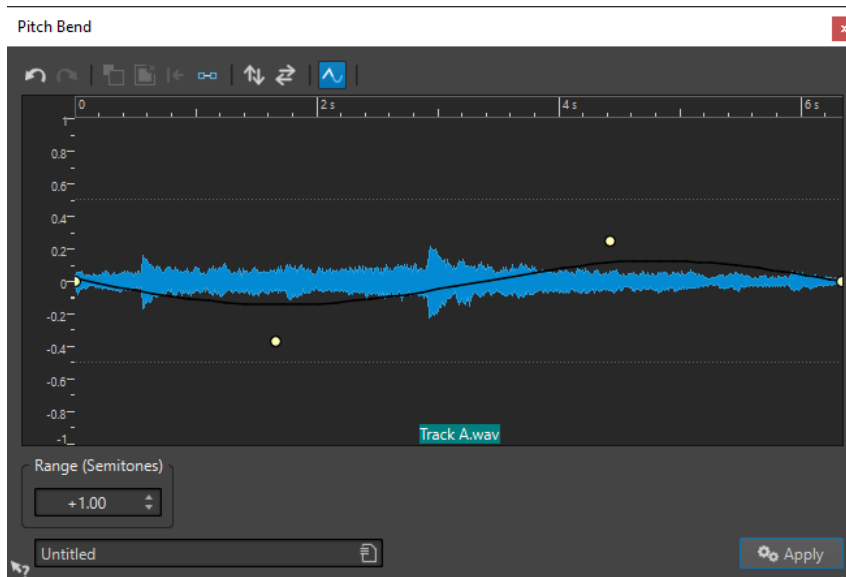 Pitch Bend
0
2 s
4 s
6 s
1
0.8
0.6
0.4
0.2
0
-0.2
-0.4
-0.6
-0.8
-1
Track A.wav
Range (Semitones)
+1.00
Untitled
Apply